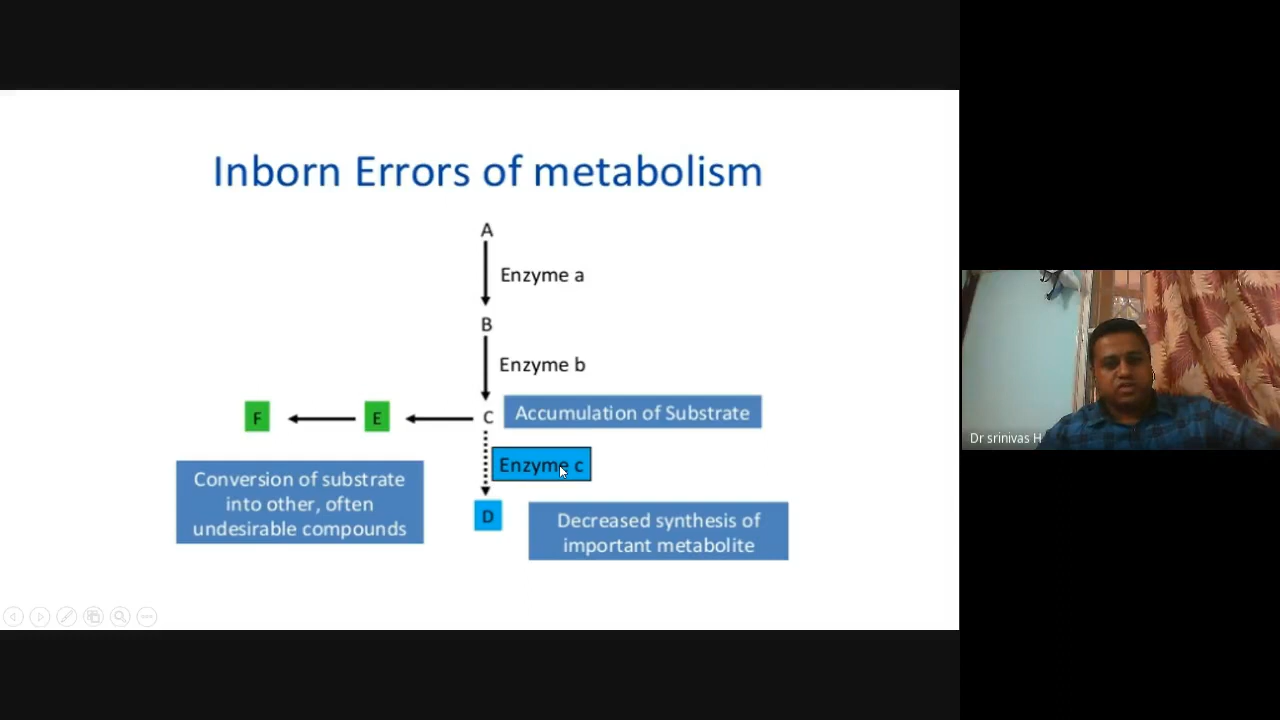 Inborn Errors of metabolism
A
Enzyme a
B
Enzyme b
F
E
C
Accumulation of Substrate
Enzyme c
Conversion of substrate
into other, often
undesirable compounds
D
Decreased synthesis of
important metabolite
Dr srinivas H